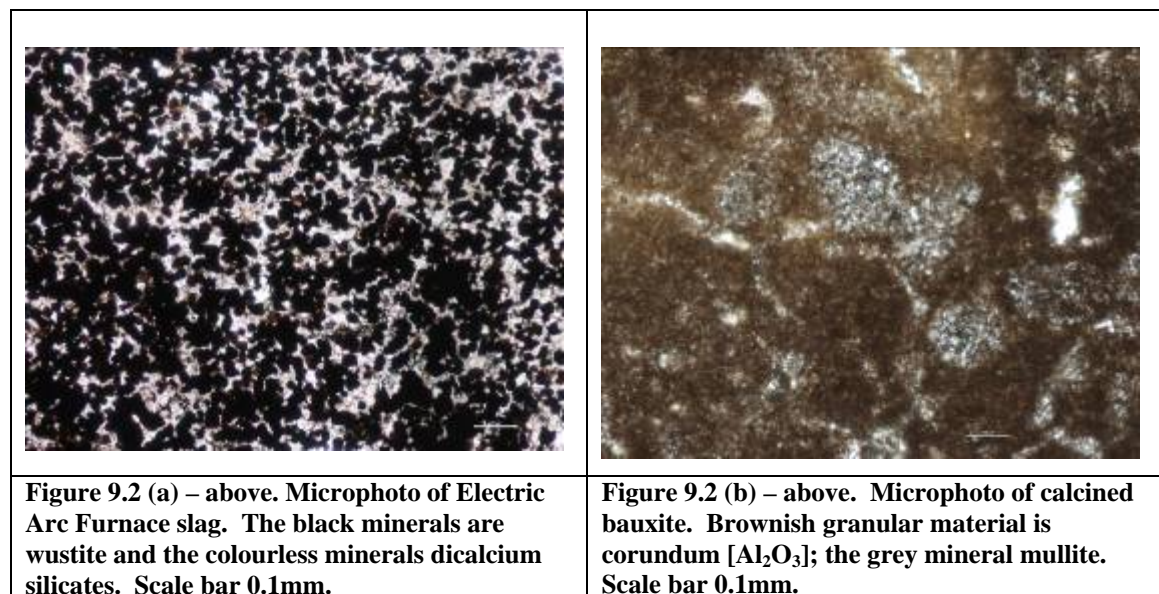 Figure 9.2 (a) – above. Microphoto of Electric
Arc Furnace slag. The black minerals are
wustite and the colourless minerals dicalcium
silicates. Scale bar 0.1mm.
Figure 9.2 (b) – above. Microphoto of calcined
bauxite. Brownish granular material is
corundum [Al₂O₃]; the grey mineral mullite.
Scale bar 0.1mm.